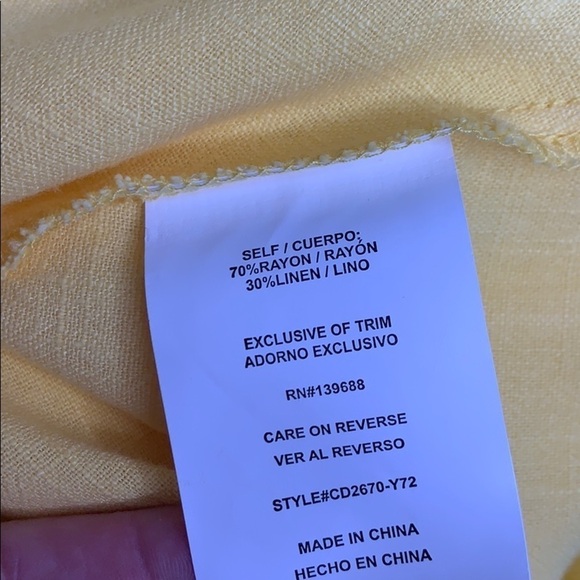 SELF / CUERPO:
70%RAYON / RAYÓN
30%LINEN / LINO
EXCLUSIVE OF TRIM
ADORNO EXCLUSIVO
RN#139688
CARE ON REVERSE
VER AL REVERSO
STYLE#CD2670-Y72
MADE IN CHINA
HECHO EN CHINA